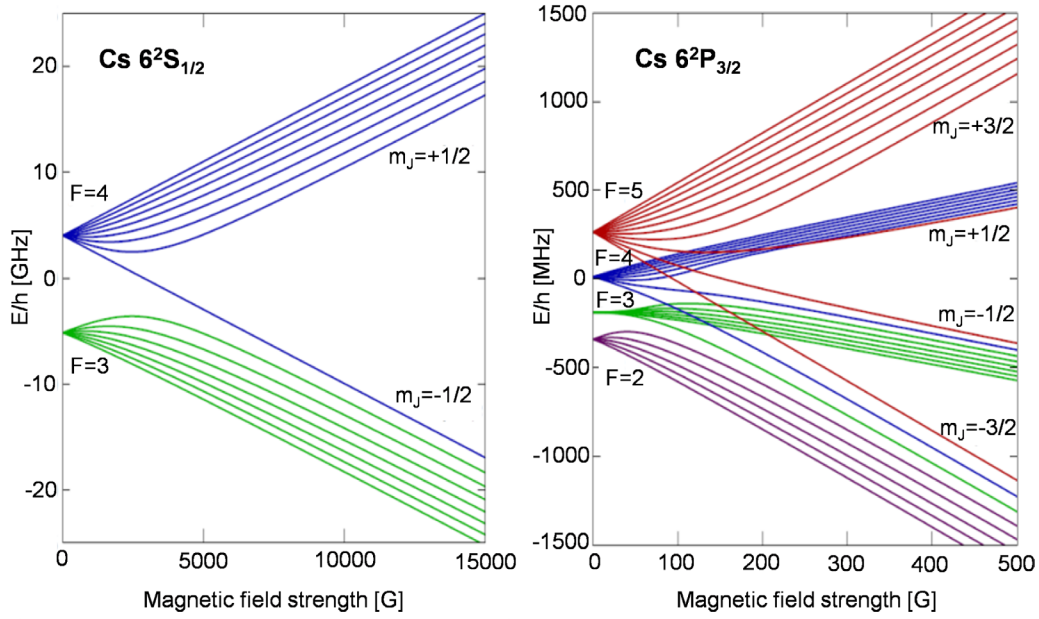 Cs 6²S₁/₂
E/h [GHz]
20
10
0
-10
-20
F=4
F=3
mJ=+1/2
mJ=-1/2
0
5000
10000
15000
Magnetic field strength [G]
Cs 6²P₃/₂
E/h [MHz]
1500
1000
500
0
-500
-1000
-1500
F=5
F=4
F=3
F=2
mJ=+3/2
mJ=+1/2
mJ=-1/2
mJ=-3/2
0
100
200
300
400
500
Magnetic field strength [G]